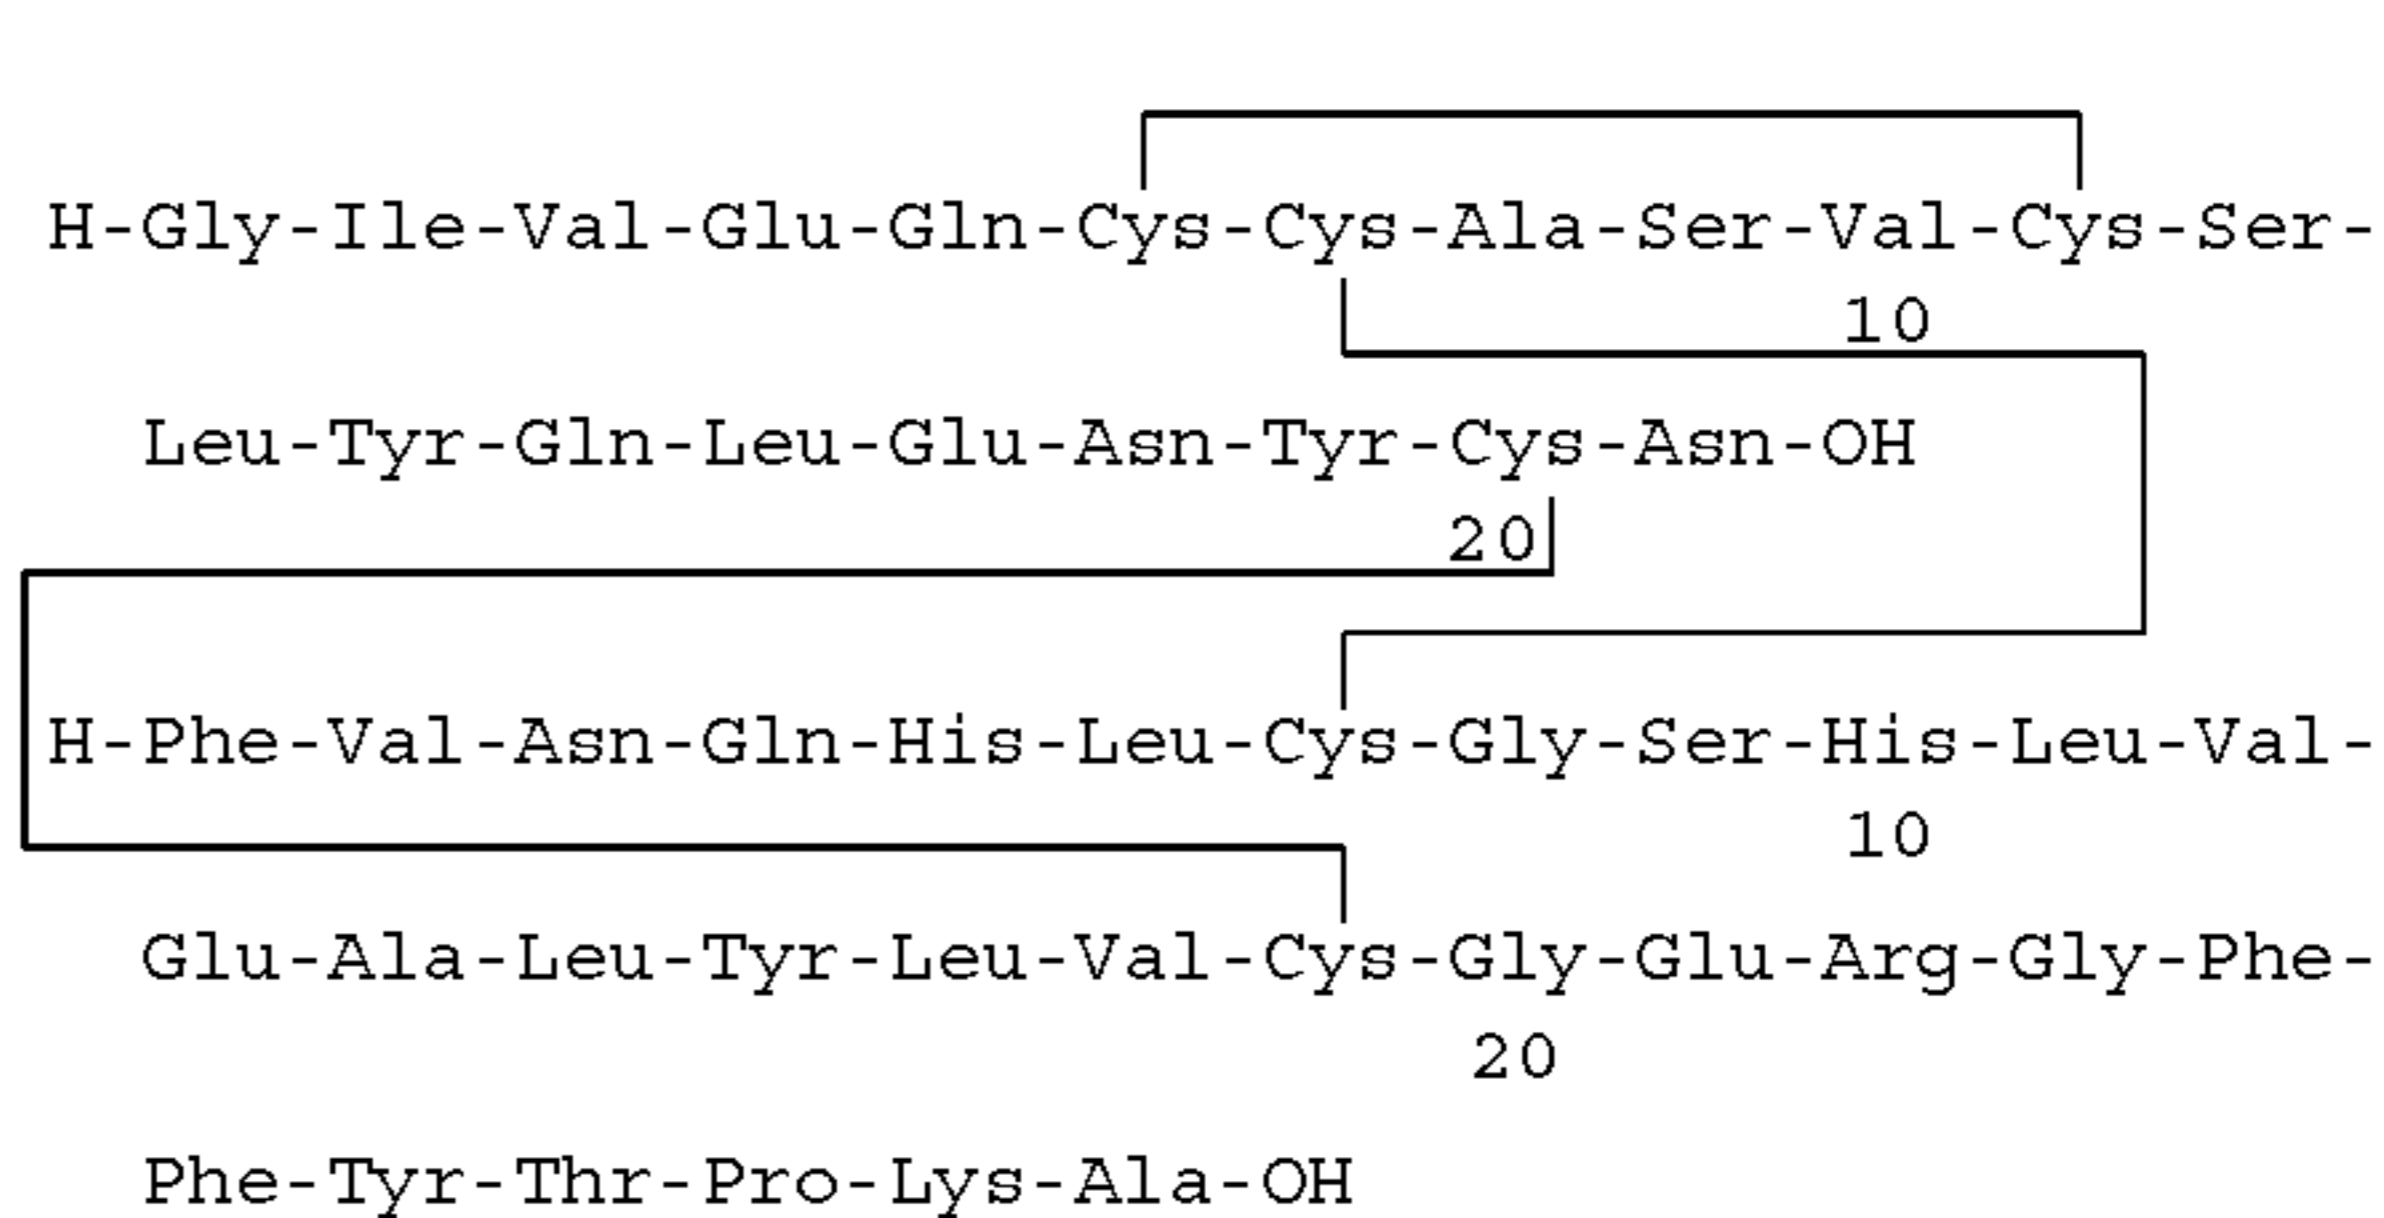 H-Gly-Ile-Val-Glu-Gln-Cys-Cys-Ala-Ser-Val-Cys-Ser-
10
Leu-Tyr-Gln-Leu-Glu-Asn-Tyr-Cys-Asn-OH
20
H-Phe-Val-Asn-Gln-His-Leu-Cys-Gly-Ser-His-Leu-Val-
10
Glu-Ala-Leu-Tyr-Leu-Val-Cys-Gly-Glu-Arg-Gly-Phe-
20
Phe-Tyr-Thr-Pro-Lys-Ala-OH